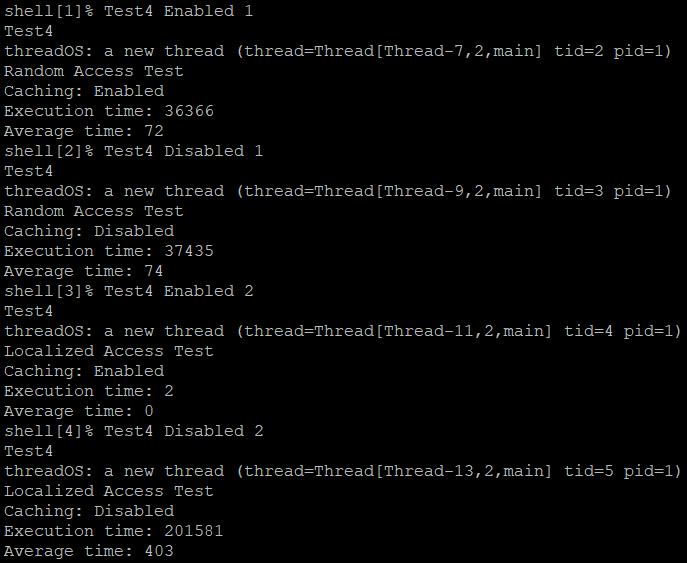 shell[1]% Test4 Enabled 1
Test4
threadOS: a new thread (thread=Thread[Thread-7,2,main] tid=2 pid=1)
Random Access Test
Caching: Enabled
Execution time: 36366
Average time: 72
shell[2]% Test4 Disabled 1
Test4
threadOS: a new thread (thread=Thread[Thread-9,2,main] tid=3 pid=1)
Random Access Test
Caching: Disabled
Execution time: 37435
Average time: 74
shell[3]% Test4 Enabled 2
Test4
threadOS: a new thread (thread=Thread[Thread-11,2,main] tid=4 pid=1)
Localized Access Test
Caching: Enabled
Execution time: 2
Average time: 0
shell[4]% Test4 Disabled 2
Test4
threadOS: a new thread (thread=Thread[Thread-13,2,main] tid=5 pid=1)
Localized Access Test
Caching: Disabled
Execution time: 201581
Average time: 403